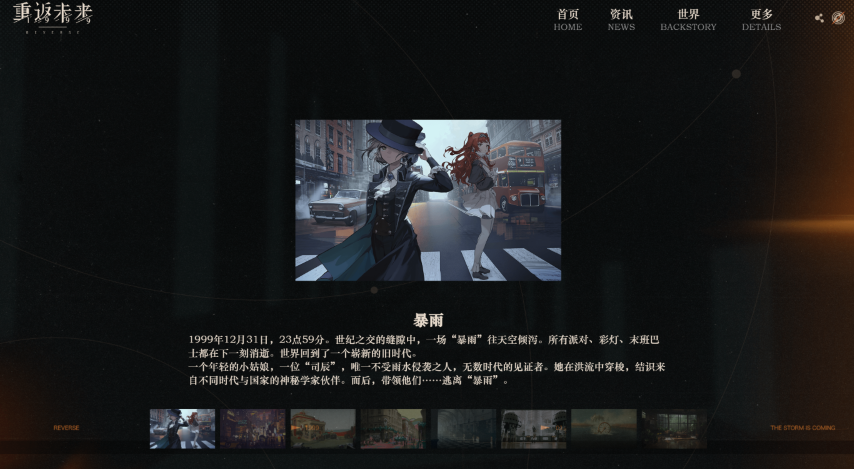 重返未来
首页 资讯 世界 更多
HOME NEWS BACKSTORY DETAILS
暴雨
1999年12月31日，23点59分。世纪之交的缝隙中，一场“暴雨”往天空倾泻。所有派对、彩灯、末班巴
士都在下一刻消逝。世界回到了一个崭新的旧时代。
一个年轻的小姑娘，一位“司辰”，唯一不受雨水侵袭之人，无数时代的见证者。她在洪流中穿梭，结识来
自不同时代与国家的神秘学家伙伴。而后，带领他们……逃离“暴雨”。
REVERSE
THE STORM IS COMING